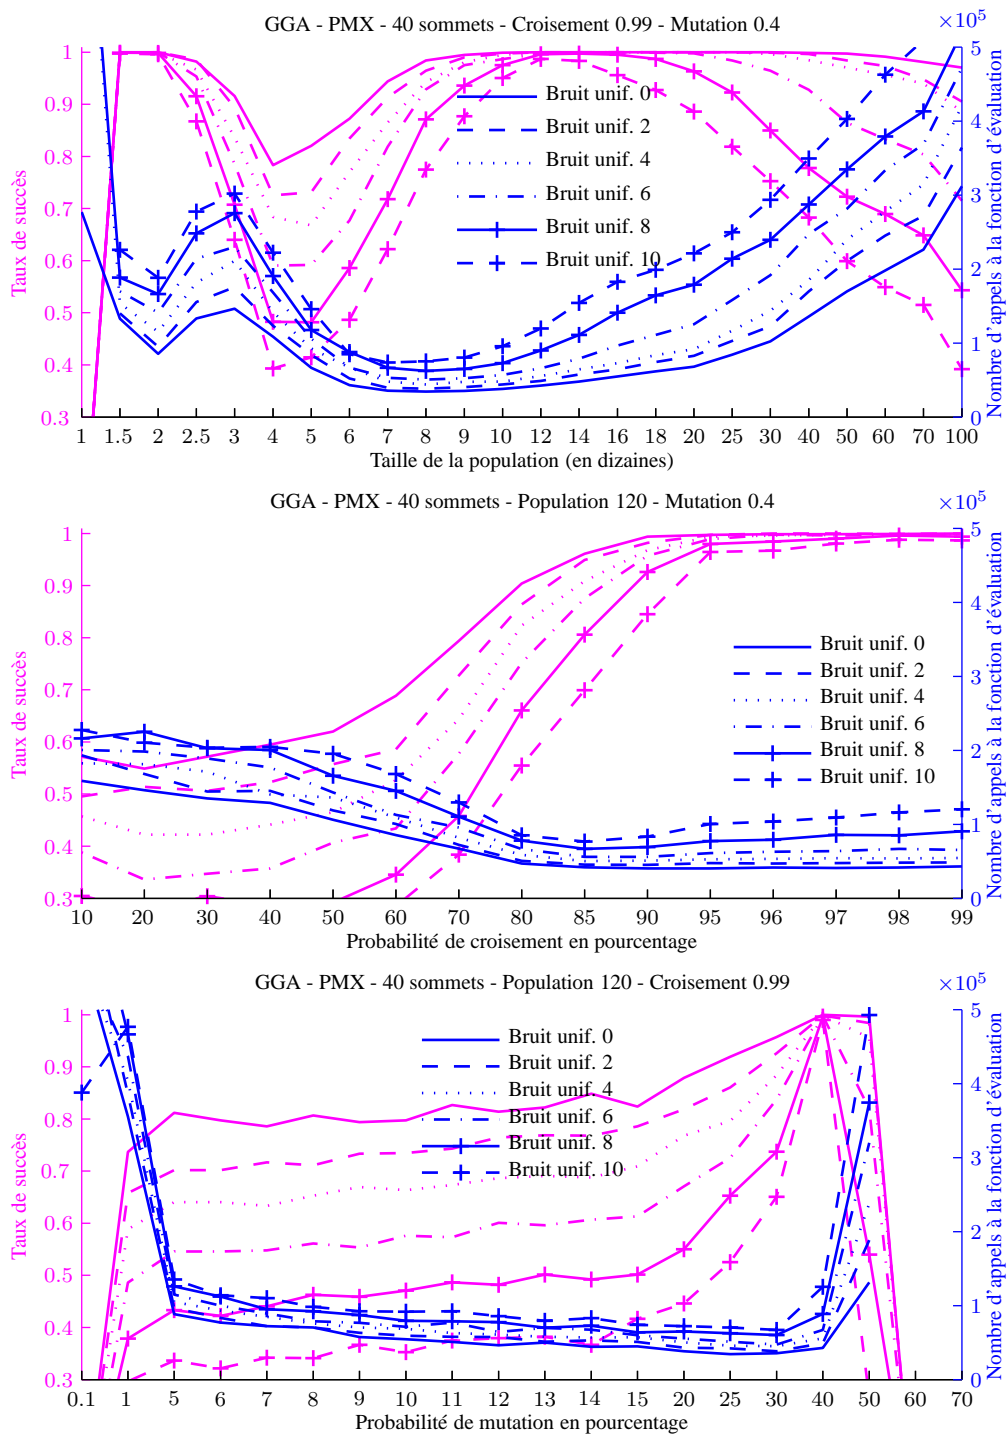 GGA - PMX - 40 sommets - Croisement 0.99 - Mutation 0.4
×10⁵
1
0.9
0.8
0.7
0.6
0.5
0.4
0.3
Taux de succès
Bruit unif. 0
Bruit unif. 2
Bruit unif. 4
Bruit unif. 6
Bruit unif. 8
Bruit unif. 10
5
4
3
2
1
0
Nombre d'appels à la fonction d'évaluation
1 1.5 2 2.5 3 4 5 6 7 8 9 10 12 14 16 18 20 25 30 40 50 60 70 100
Taille de la population (en dizaines)
GGA - PMX - 40 sommets - Population 120 - Mutation 0.4
×10⁵
1
0.9
0.8
0.7
0.6
0.5
0.4
0.3
Taux de succès
Bruit unif. 0
Bruit unif. 2
Bruit unif. 4
Bruit unif. 6
Bruit unif. 8
Bruit unif. 10
5
4
3
2
1
0
Nombre d'appels à la fonction d'évaluation
10 20 30 40 50 60 70 80 85 90 95 96 97 98 99
Probabilité de croisement en pourcentage
GGA - PMX - 40 sommets - Population 120 - Croisement 0.99
×10⁵
1
0.9
0.8
0.7
0.6
0.5
0.4
0.3
Taux de succès
Bruit unif. 0
Bruit unif. 2
Bruit unif. 4
Bruit unif. 6
Bruit unif. 8
Bruit unif. 10
5
4
3
2
1
0
Nombre d'appels à la fonction d'évaluation
0.1 1 5 6 7 8 9 10 11 12 13 14 15 20 25 30 40 50 60 70
Probabilité de mutation en pourcentage